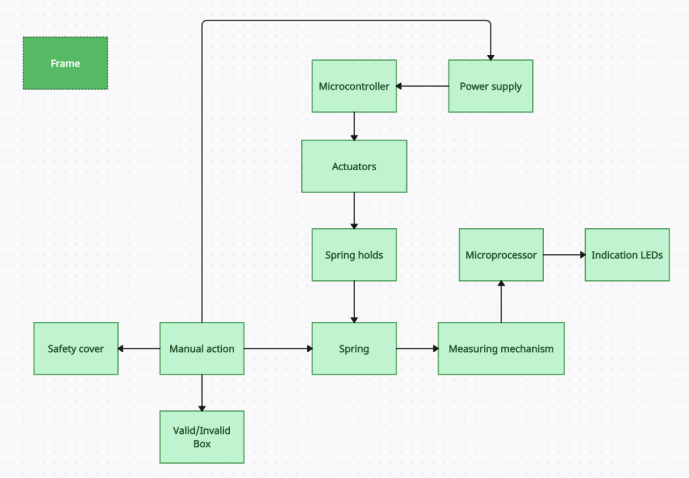 Frame
Microcontroller
Power supply
Actuators
Spring holds
Microprocessor
Indication LEDs
Safety cover
Manual action
Spring
Measuring mechanism
Valid/Invalid
Box